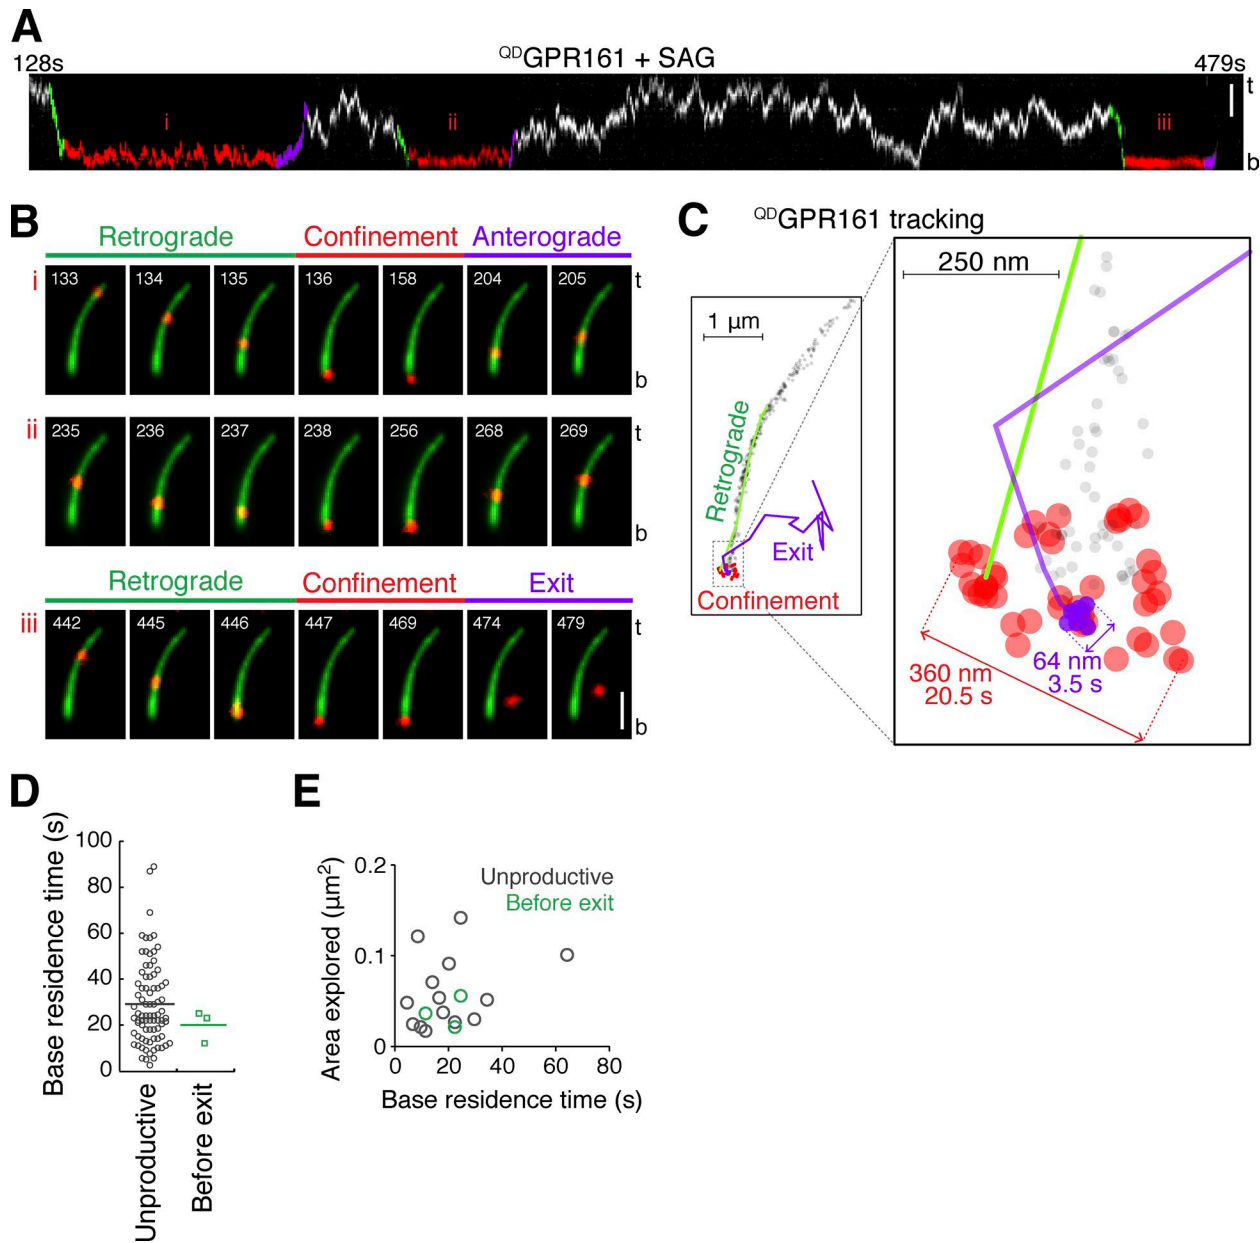 A
128s
QDGPR161 + SAG
479s
i
ii
iii
t
b
B
Retrograde Confinement Anterograde
i
133 134 135 136 158 204 205
t
b
ii
235 236 237 238 256 268 269
t
b
Retrograde Confinement Exit
iii
442 445 446 447 469 474 479
t
b
C
QDGPR161 tracking
1 µm
Retrograde
Exit
Confinement
250 nm
360 nm
20.5 s
64 nm
3.5 s
D
Base residence time (s)
100
80
60
40
20
0
Unproductive
Before exit
E
Area explored (µm2)
0.2
0.1
0
Unproductive
Before exit
0 20 40 60 80
Base residence time (s)